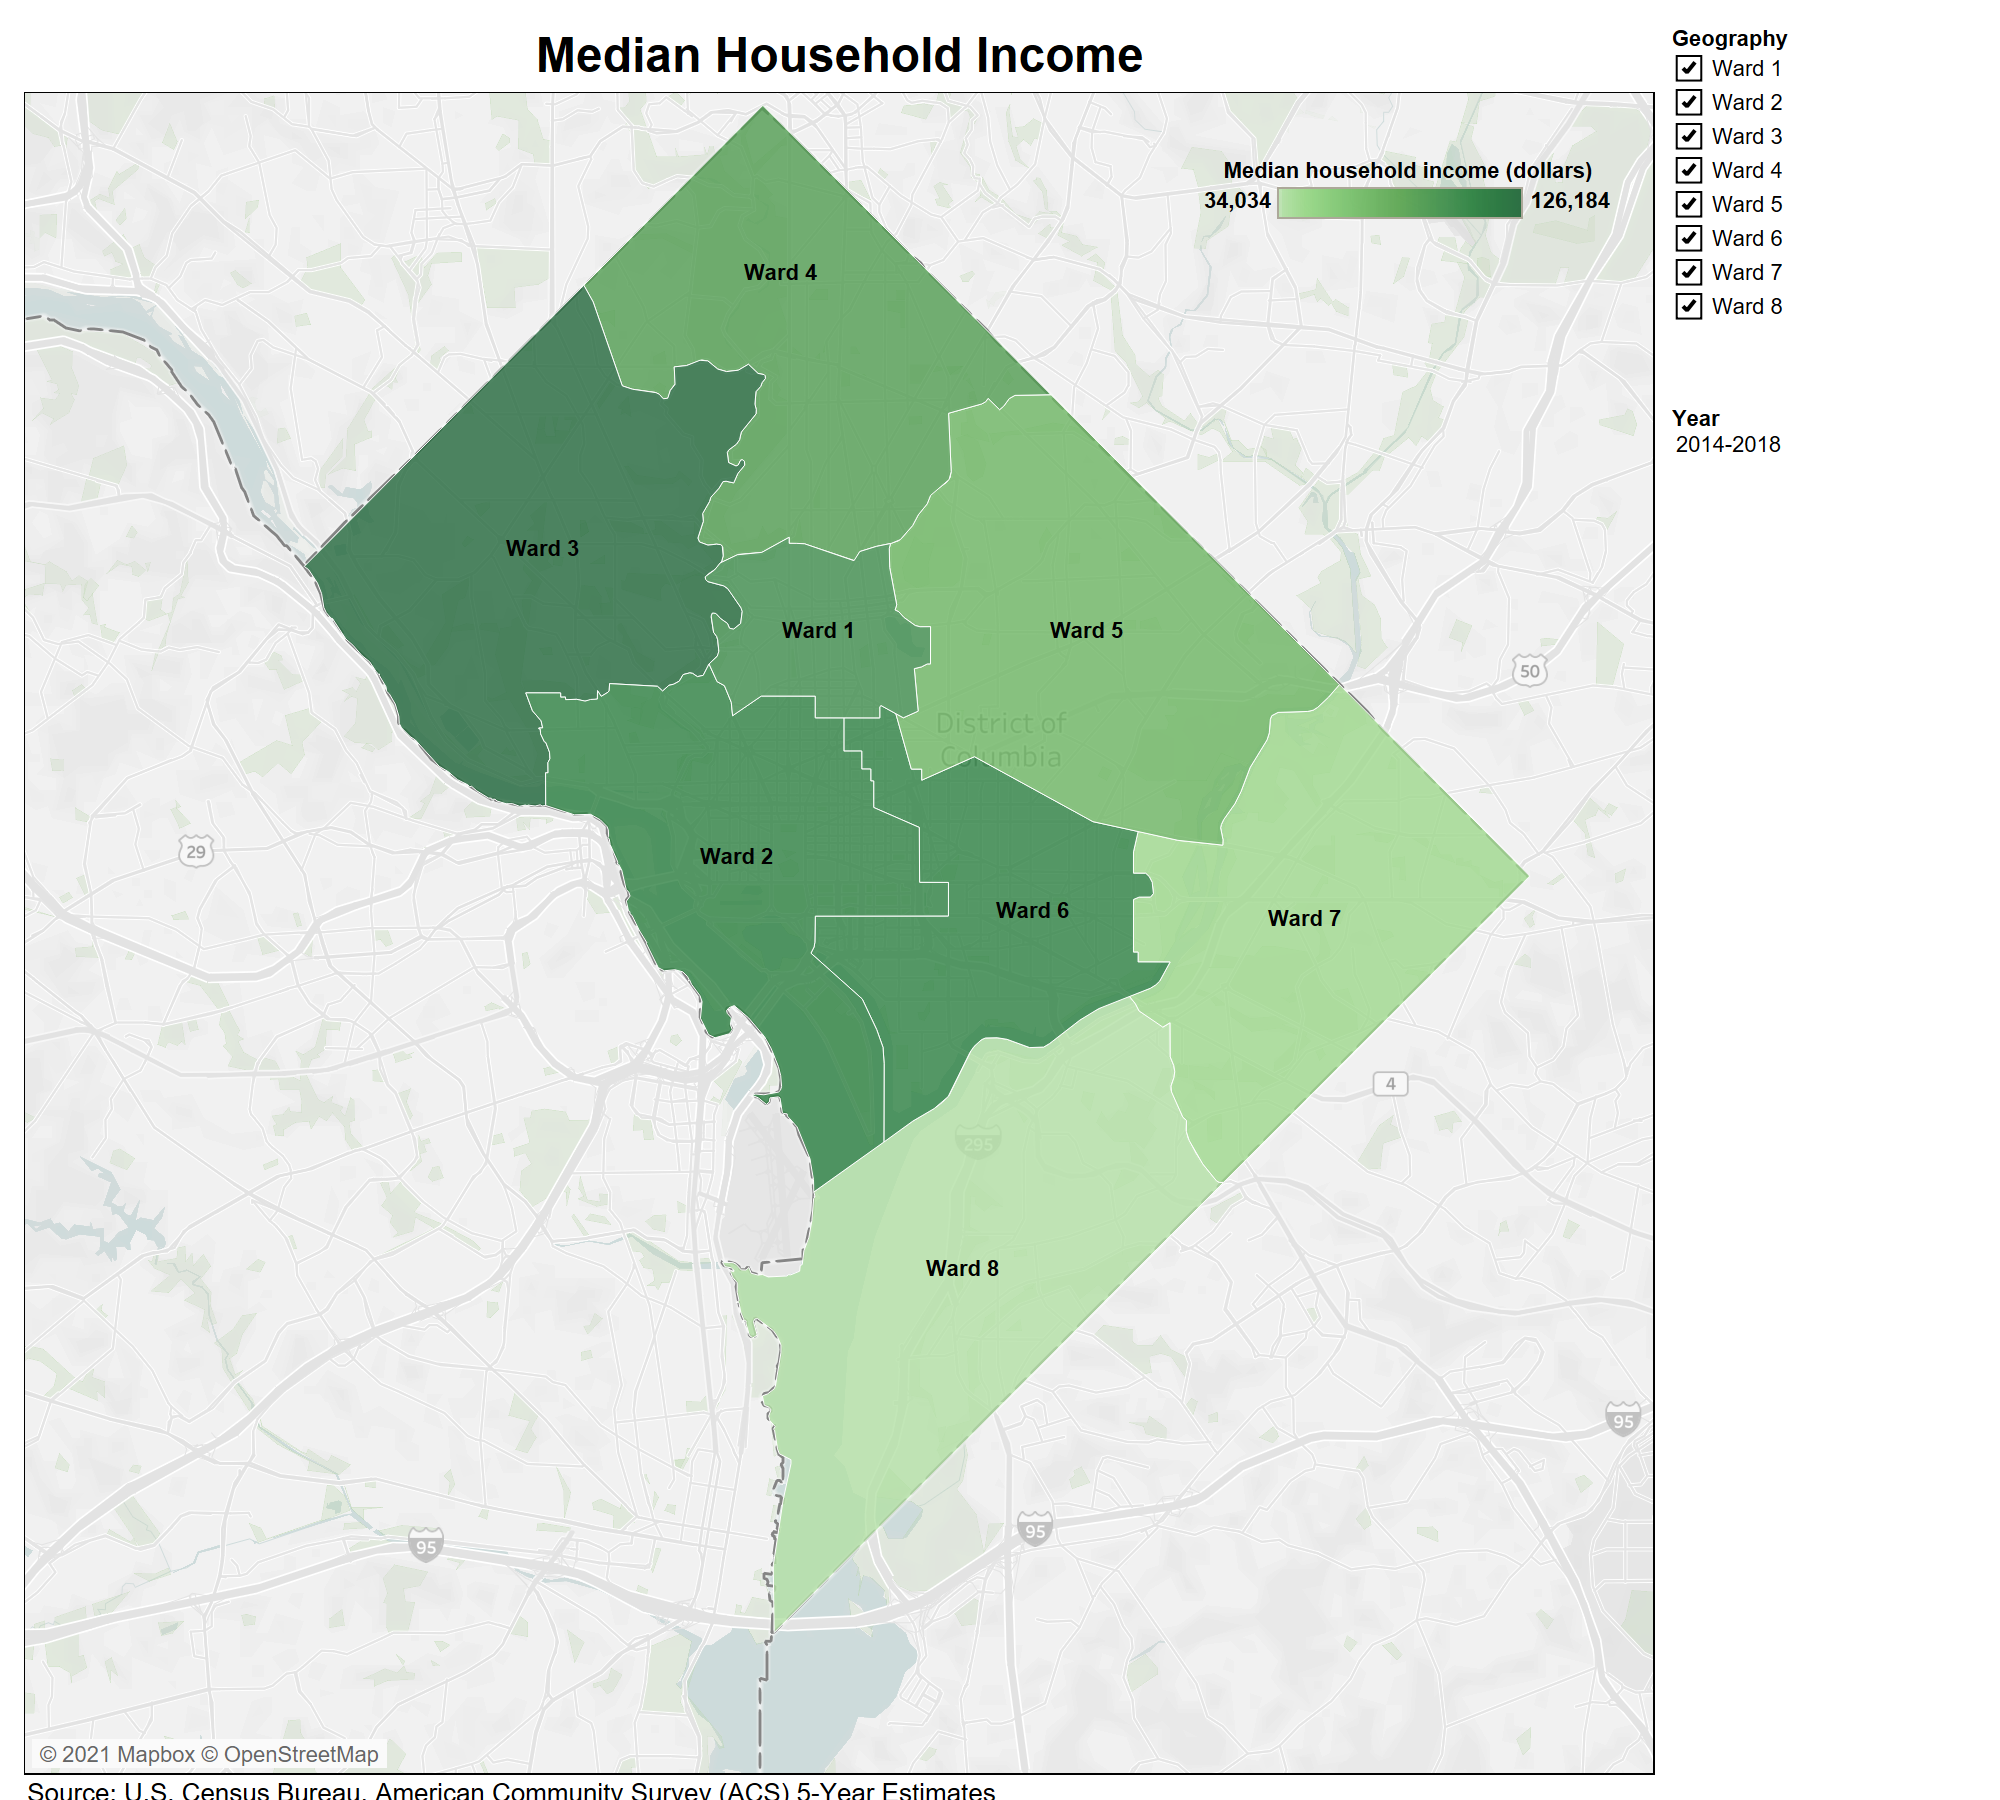 Median Household Income
Geography
Ward 1
Ward 2
Ward 3
Ward 4
Ward 5
Ward 6
Ward 7
Ward 8
Year
2014-2018
Median household income (dollars)
34,034 126,184
Ward 4
Ward 3
Ward 1
Ward 5
50
District of
Columbia
29
Ward 2
Ward 6
Ward 7
4
295
Ward 8
95
95
95
© 2021 Mapbox © OpenStreetMap
Source: U.S. Census Bureau, American Community Survey (ACS) 5-Year Estimates